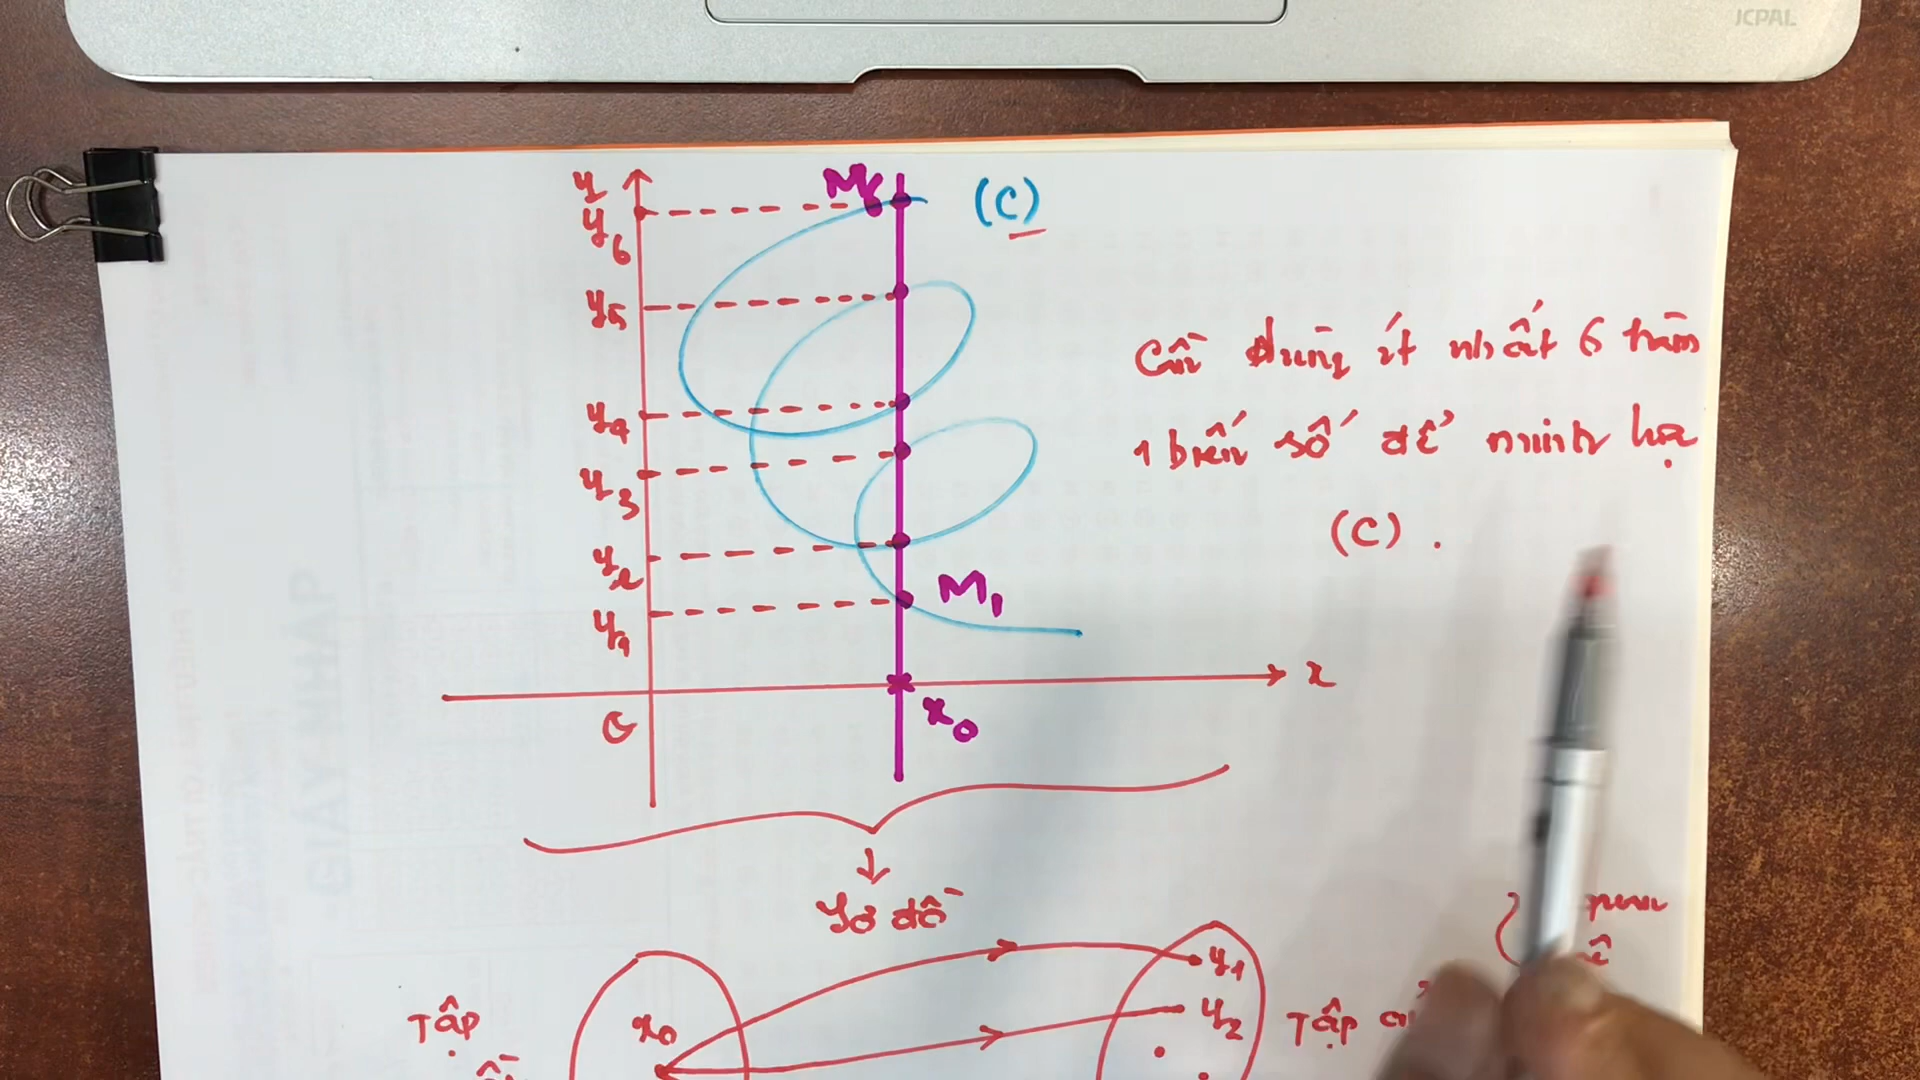 JCPAL
y
M6
(C)
y6
y5
y4
y3
y2
M1
y1
x
O
x0
Cần dùng ít nhất 6 hàm
1 biến số để minh họa
(C).
Sơ đồ
Tập
x0
y1
y2
Tập